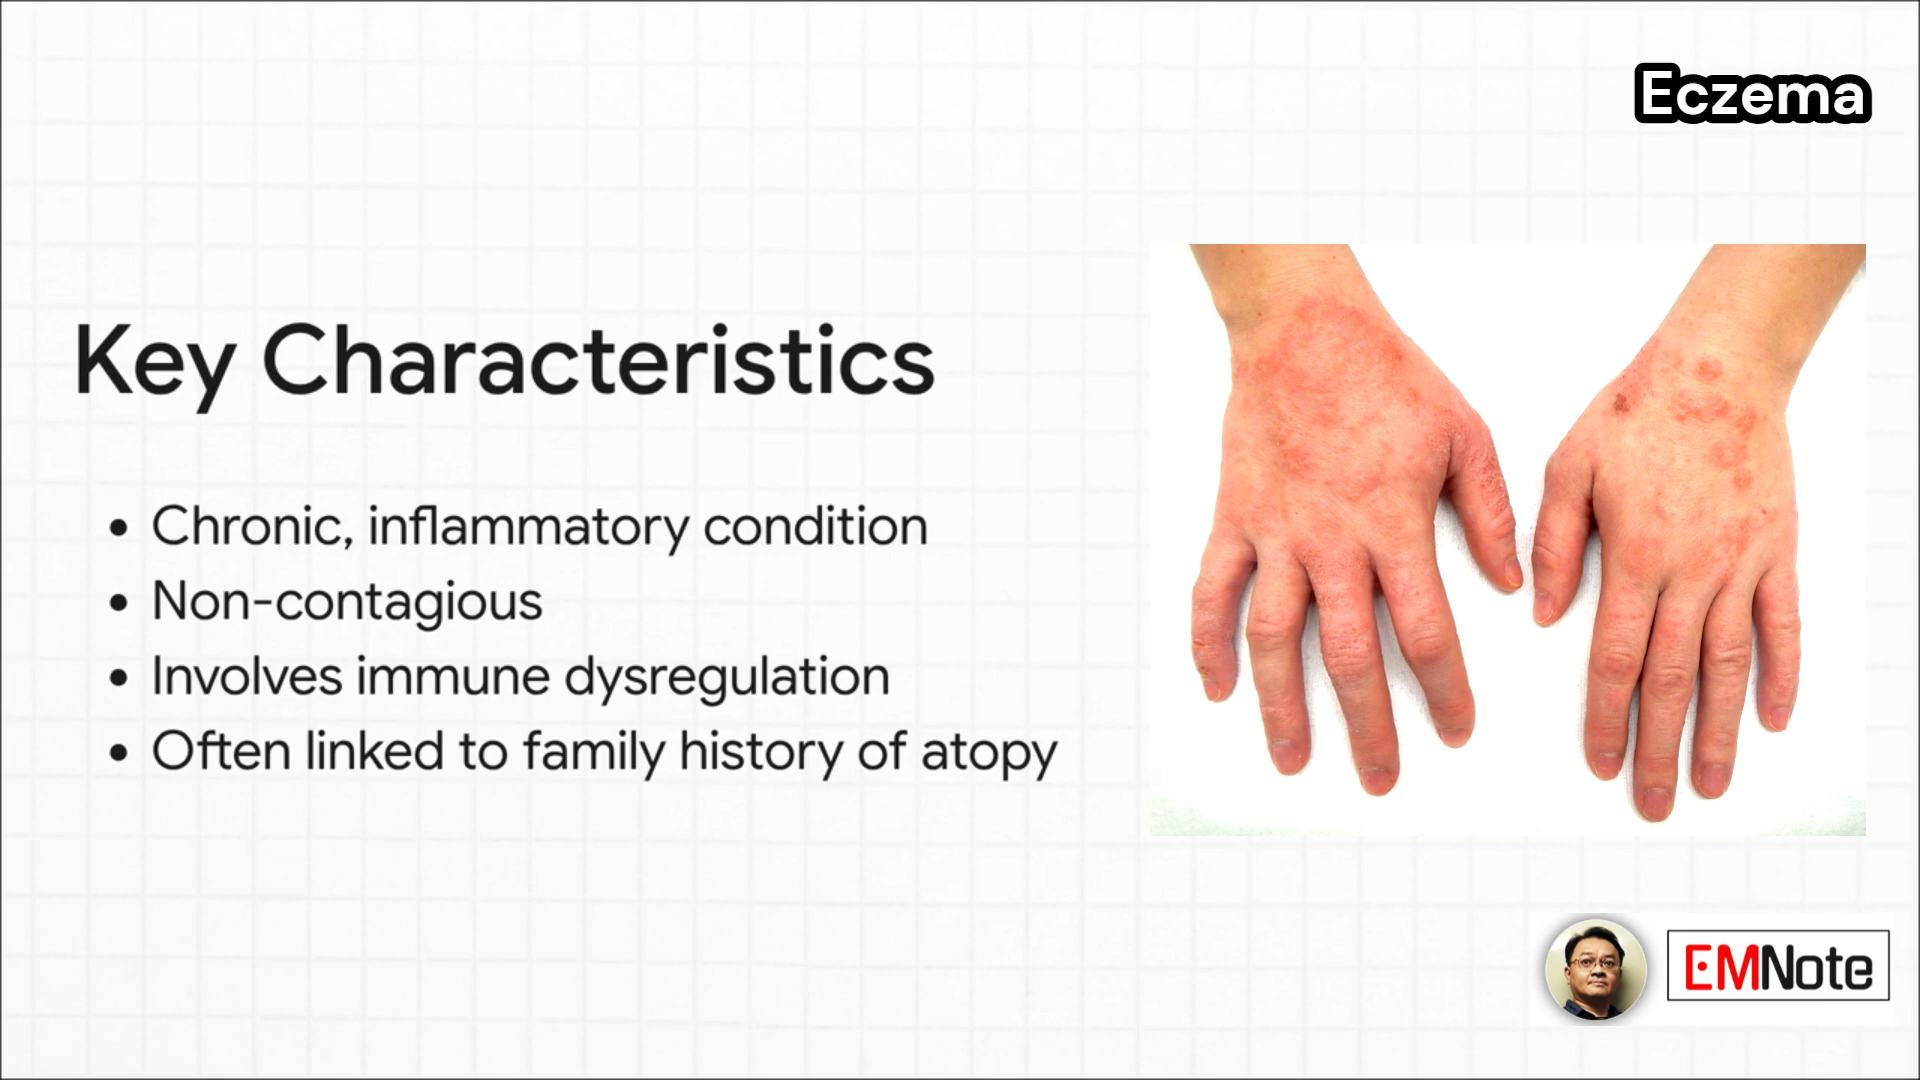 Eczema
Key Characteristics
• Chronic, inflammatory condition
• Non-contagious
• Involves immune dysregulation
• Often linked to family history of atopy
EMNote